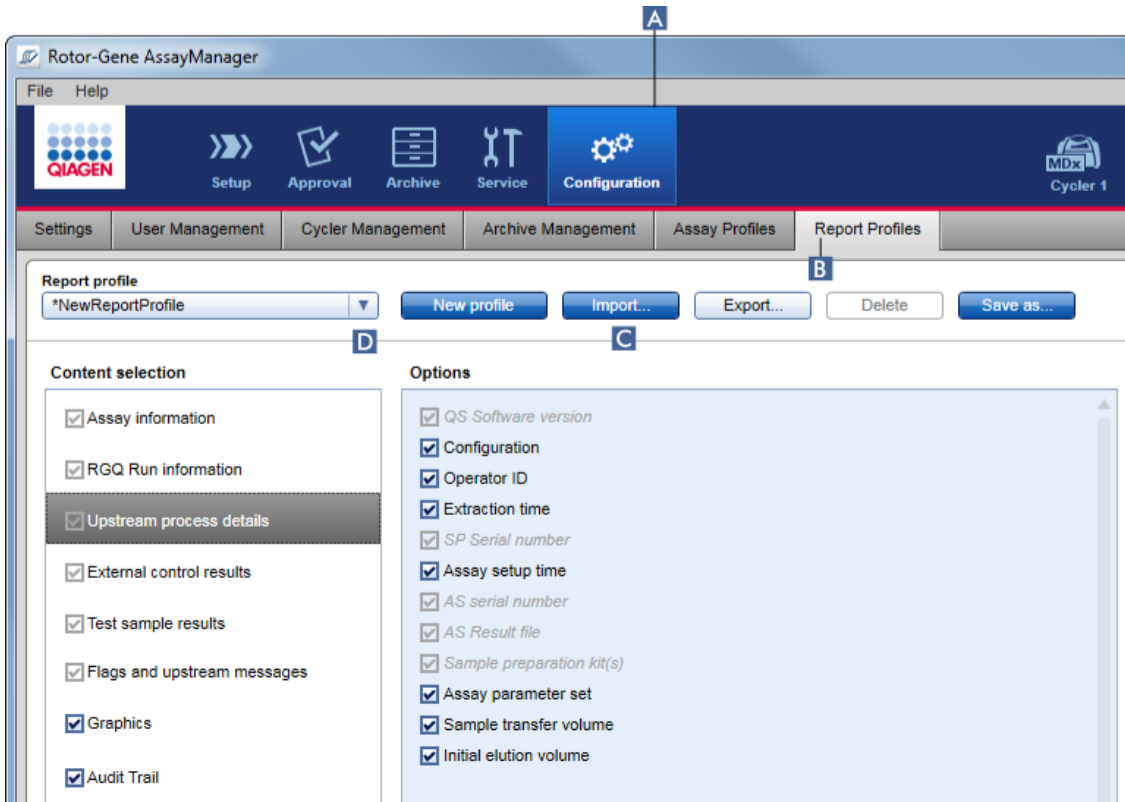 A
Rotor-Gene AssayManager
File Help
QIAGEN
Setup Approval Archive Service Configuration
MDx
Cycler 1
Settings User Management Cycler Management Archive Management Assay Profiles Report Profiles
B
Report profile
*NewReportProfile New profile Import... Export... Delete Save as...
D C
Content selection Options
Assay information
RGQ Run information
Upstream process details
External control results
Test sample results
Flags and upstream messages
Graphics
Audit Trail
QS Software version
Configuration
Operator ID
Extraction time
SP Serial number
Assay setup time
AS serial number
AS Result file
Sample preparation kit(s)
Assay parameter set
Sample transfer volume
Initial elution volume